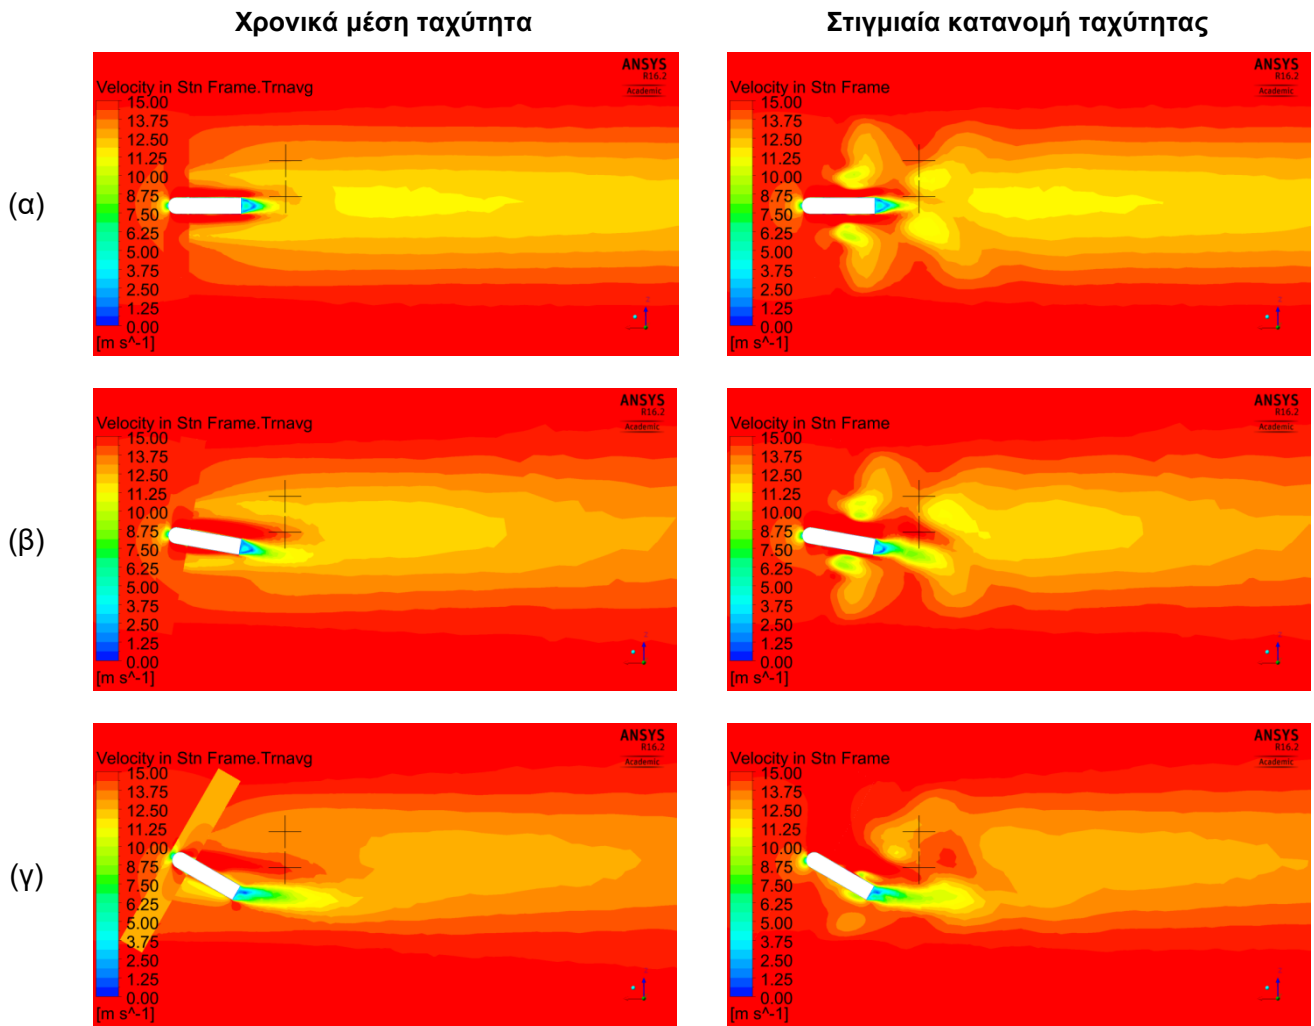 Χρονικά μέση ταχύτητα
Στιγμιαία κατανομή ταχύτητας
(α)
ANSYS
R16.2
Academic
Velocity in Stn Frame.Trnavg
15.00
13.75
12.50
11.25
10.00
8.75
7.50
6.25
5.00
3.75
2.50
1.25
0.00
[m s^-1]
Z
ANSYS
R16.2
Academic
Velocity in Stn Frame
15.00
13.75
12.50
11.25
10.00
8.75
7.50
6.25
5.00
3.75
2.50
1.25
0.00
[m s^-1]
Z
(β)
ANSYS
R16.2
Academic
Velocity in Stn Frame.Trnavg
15.00
13.75
12.50
11.25
10.00
8.75
7.50
6.25
5.00
3.75
2.50
1.25
0.00
[m s^-1]
Z
ANSYS
R16.2
Academic
Velocity in Stn Frame
15.00
13.75
12.50
11.25
10.00
8.75
7.50
6.25
5.00
3.75
2.50
1.25
0.00
[m s^-1]
Z
(γ)
ANSYS
R16.2
Academic
Velocity in Stn Frame.Trnavg
15.00
13.75
12.50
11.25
10.00
8.75
7.50
6.25
5.00
3.75
2.50
1.25
0.00
[m s^-1]
Z
ANSYS
R16.2
Academic
Velocity in Stn Frame
15.00
13.75
12.50
11.25
10.00
8.75
7.50
6.25
5.00
3.75
2.50
1.25
0.00
[m s^-1]
Z